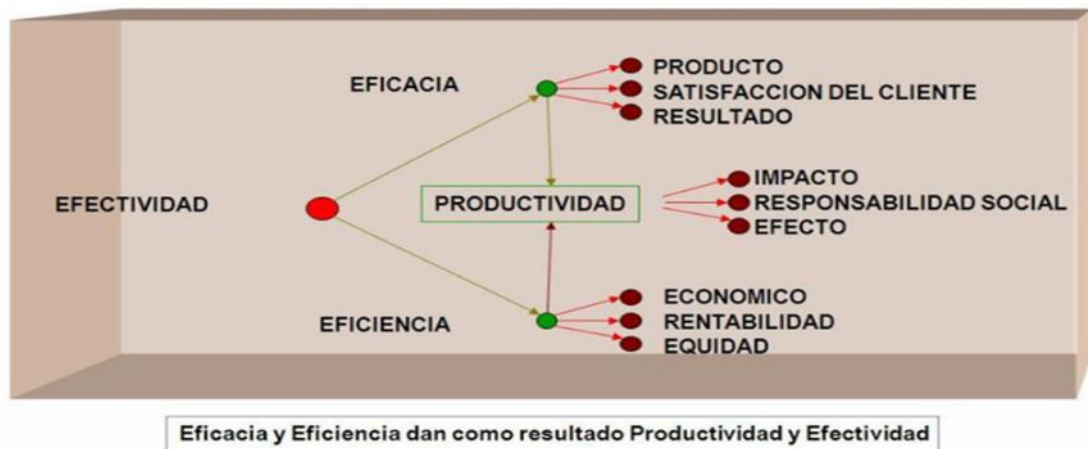 EFICACIA
PRODUCTO
SATISFACCION DEL CLIENTE
RESULTADO
EFECTIVIDAD
PRODUCTIVIDAD
IMPACTO
RESPONSABILIDAD SOCIAL
EFECTO
EFICIENCIA
ECONOMICO
RENTABILIDAD
EQUIDAD
Eficacia y Eficiencia dan como resultado Productividad y Efectividad